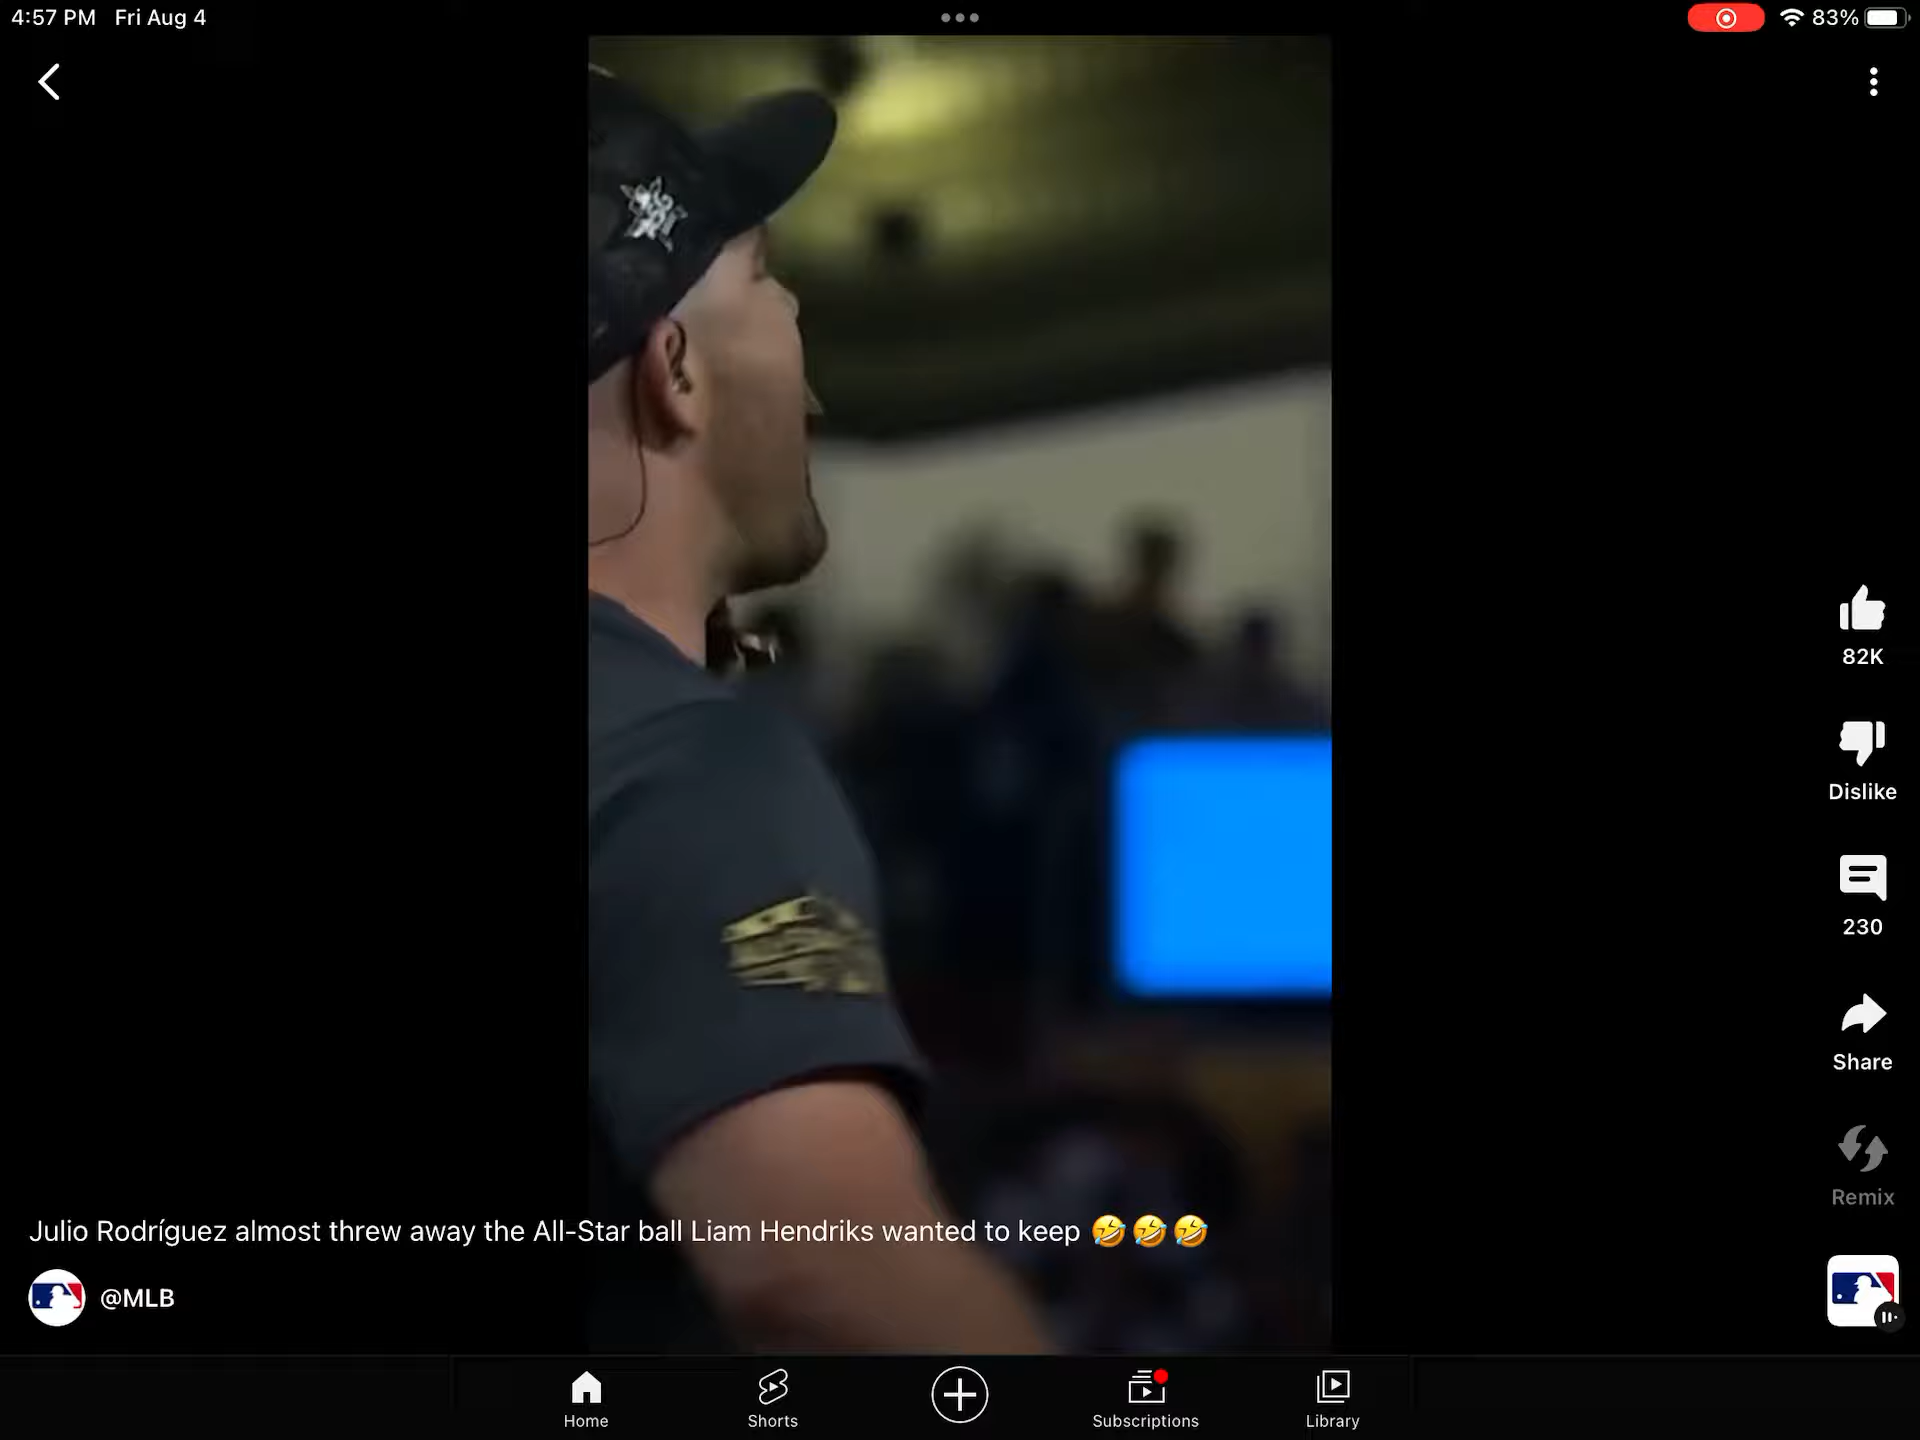 4:57 PM Fri Aug 4
83%
82K
Dislike
230
Share
Remix
Julio Rodríguez almost threw away the All-Star ball Liam Hendriks wanted to keep 🤣🤣🤣
@MLB
Home
Shorts
Subscriptions
Library